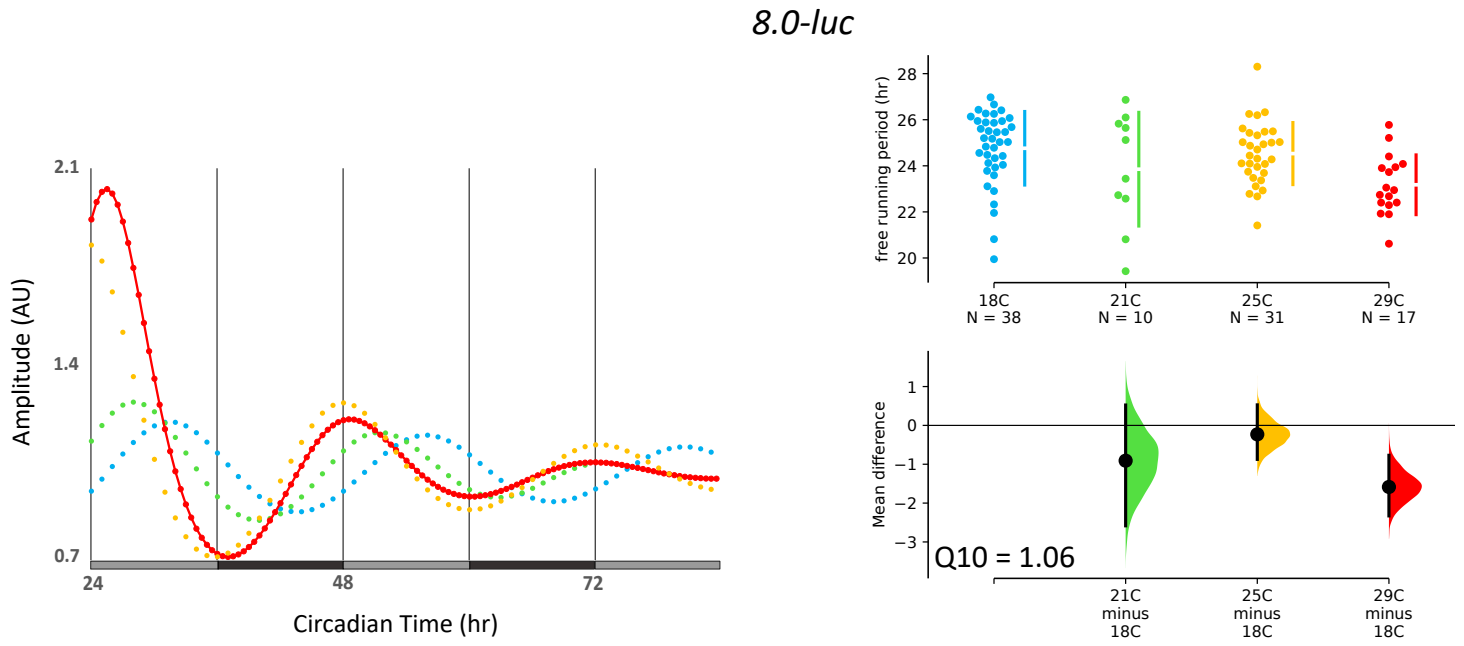 8.0-luc
2.1
1.4
0.7
Amplitude (AU)
24
48
72
Circadian Time (hr)
free running period (hr)
28
26
24
22
20
18C
N = 38
21C
N = 10
25C
N = 31
29C
N = 17
Mean difference
1
0
−1
−2
−3
Q10 = 1.06
21C
minus
18C
25C
minus
18C
29C
minus
18C